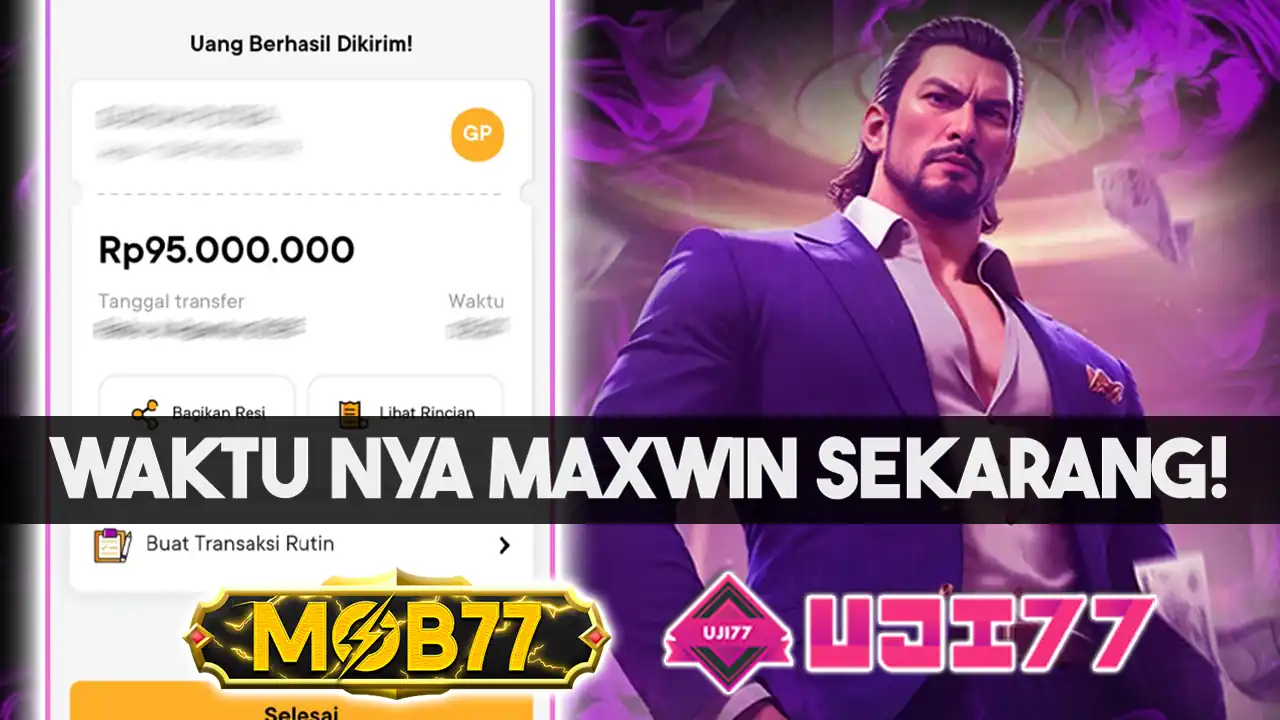 Uang Berhasil Dikirim!
GP
Rp95.000.000
Tanggal transfer
Waktu
Bagikan Resi
Lihat Rincian
WAKTU NYA MAXWIN SEKARANG!
Buat Transaksi Rutin
MOB77
UJI77
UJI77
Selesai